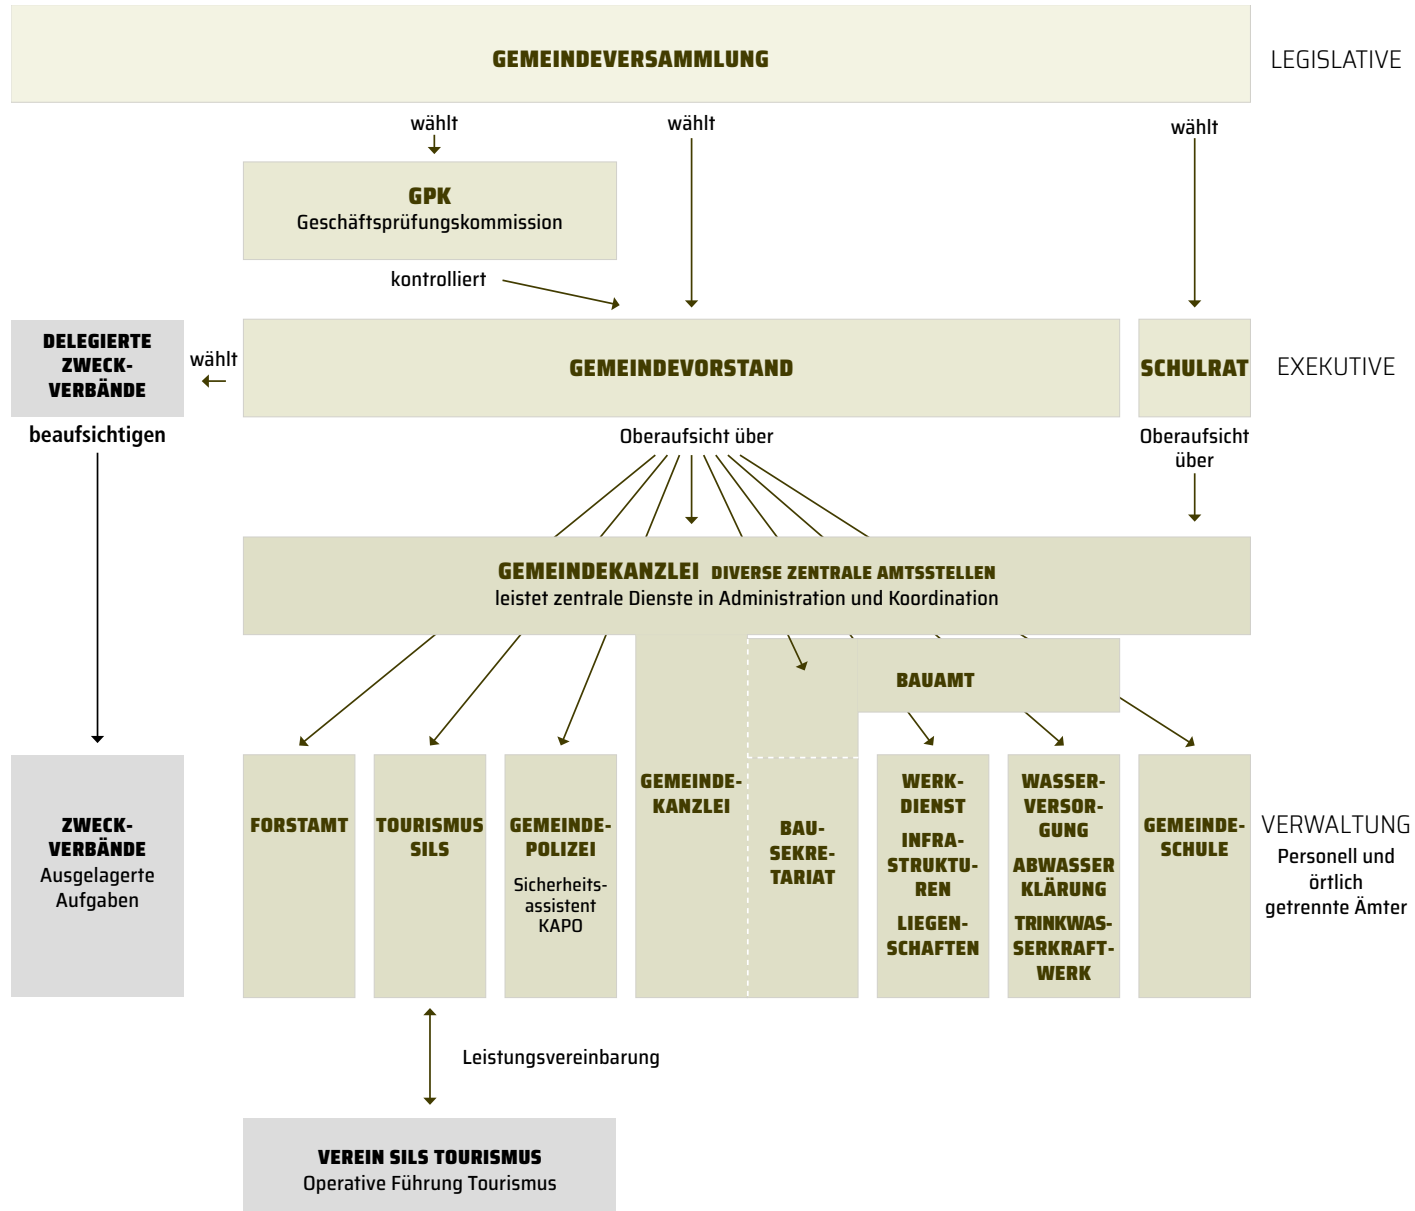 GEMEINDEVERSAMMLUNG
LEGISLATIVE
wählt
wählt
wählt
GPK
Geschäftsprüfungskommission
kontrolliert
DELEGIERTE
ZWECK-
VERBÄNDE
wählt
GEMEINDEVORSTAND
SCHULRAT
EXEKUTIVE
beaufsichtigen
Oberaufsicht über
Oberaufsicht
über
GEMEINDEKANZLEI DIVERSE ZENTRALE AMTSSTELLEN
leistet zentrale Dienste in Administration und Koordination
BAUAMT
ZWECK-
VERBÄNDE
Ausgelagerte
Aufgaben
FORSTAMT
TOURISMUS
SILS
GEMEINDE-
POLIZEI
Sicherheits-
assistent
KAPO
GEMEINDE-
KANZLEI
BAU-
SEKRE-
TARIAT
WERK-
DIENST
INFRA-
STRUKTU-
REN
LIEGEN-
SCHAFTEN
WASSER-
VERSOR-
GUNG
ABWASSER
KLÄRUNG
TRINKWAS-
SERKRAFT-
WERK
GEMEINDE-
SCHULE
VERWALTUNG
Personell und
örtlich
getrennte Ämter
Leistungsvereinbarung
VEREIN SILS TOURISMUS
Operative Führung Tourismus